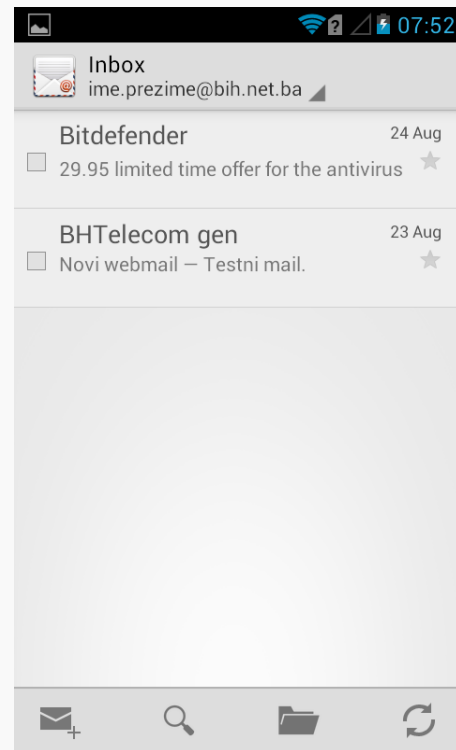 07:52
Inbox
ime.prezime@bih.net.ba
Bitdefender
24 Aug
29.95 limited time offer for the antivirus
BHTelecom gen
23 Aug
Novi webmail — Testni mail.